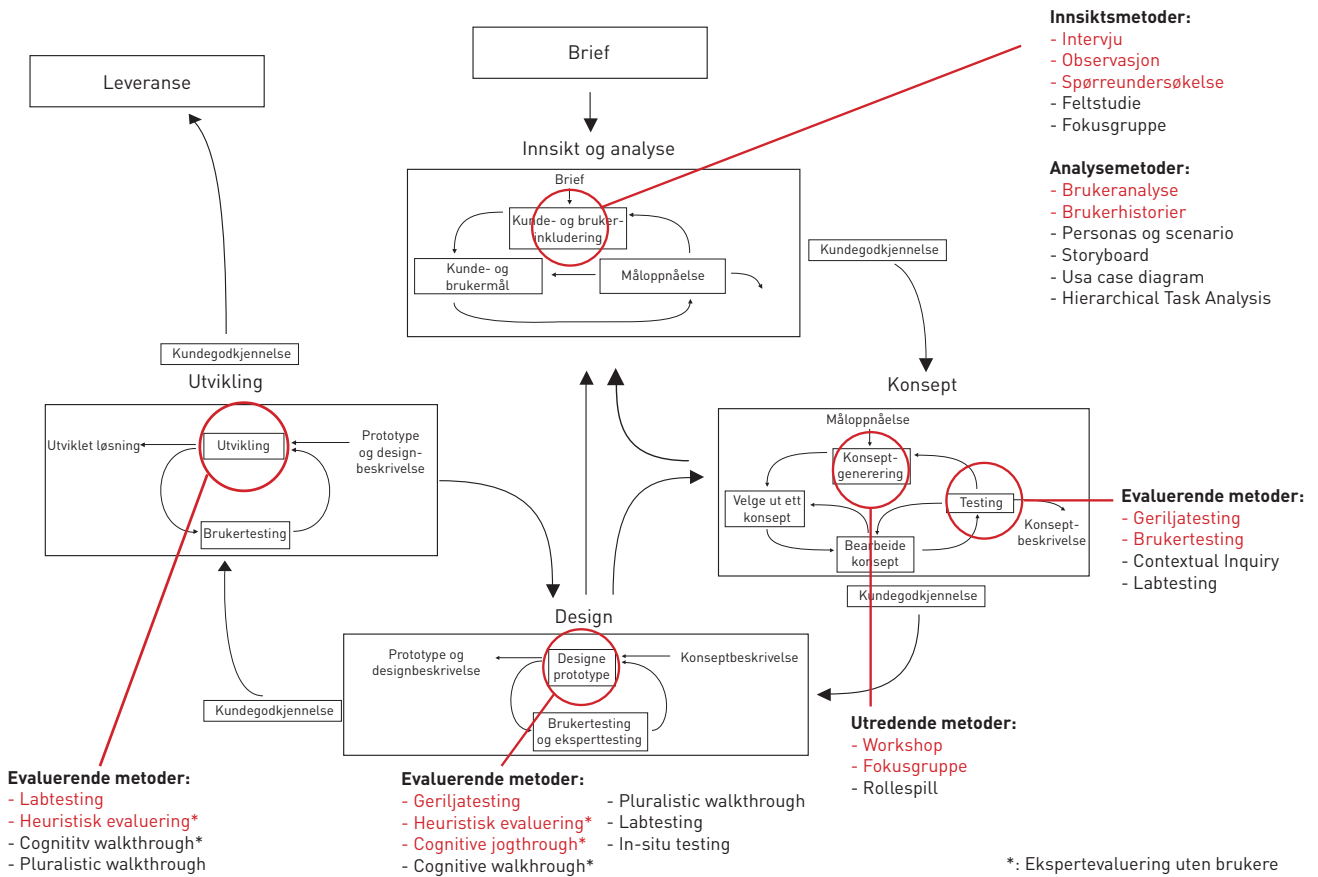 Leveranse
Brief
Innsiktsmetoder:
- Intervju
- Observasjon
- Spørreundersøkelse
- Feltstudie
- Fokusgruppe
Analysemetoder:
- Brukeranalyse
- Brukerhistorier
- Personas og scenario
- Storyboard
- Usa case diagram
- Hierarchical Task Analysis
Innsikt og analyse
Brief
Kunde- og bruker-
inkludering
Kunde- og
brukermål
Måloppnåelse
Kundegodkjennelse
Konsept
Måloppnåelse
Konsept-
generering
Velge ut ett
konsept
Testing
Konsept-
beskrivelse
Bearbeide
konsept
Kundegodkjennelse
Evaluerende metoder:
- Geriljatesting
- Brukertesting
- Contextual Inquiry
- Labtesting
Utredende metoder:
- Workshop
- Fokusgruppe
- Rollespill
Kundegodkjennelse
Utvikling
Utviklet løsning
Utvikling
Prototype
og design-
beskrivelse
Brukertesting
Design
Prototype og
designbeskrivelse
Designe
prototype
Konseptbeskrivelse
Brukertesting
og eksperttesting
Kundegodkjennelse
Evaluerende metoder:
- Labtesting
- Heuristisk evaluering*
- Cognititv walkthrough*
- Pluralistic walkthrough
Evaluerende metoder:
- Geriljatesting
- Heuristisk evaluering*
- Cognitive jogthrough*
- Cognitive walkhrough*
- Pluralistic walkthrough
- Labtesting
- In-situ testing
*: Ekspertevaluering uten brukere